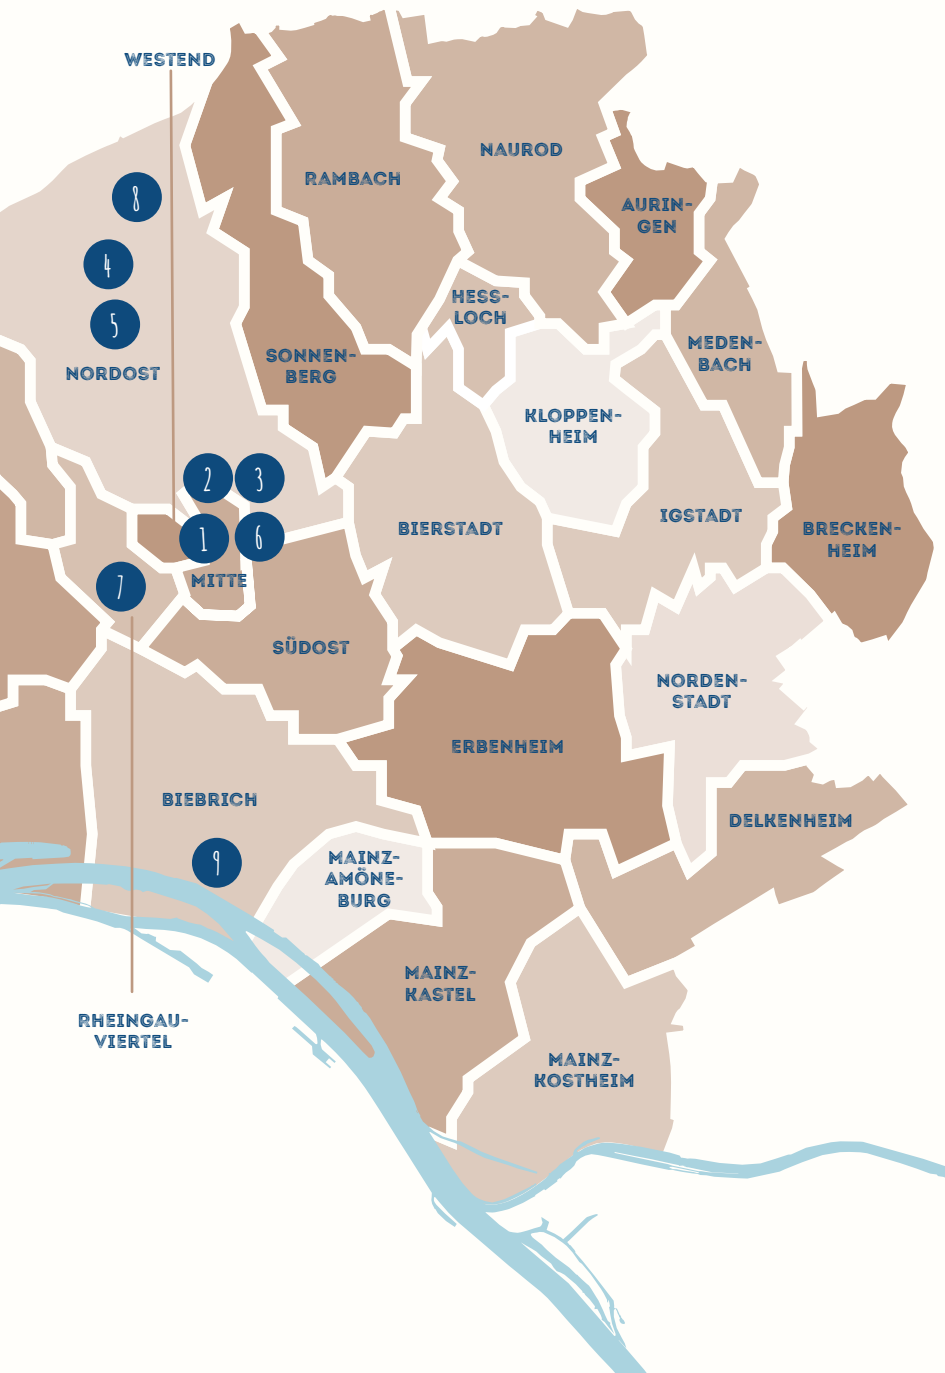 WESTEND
NAUROD
RAMBACH
8
AURIN-
GEN
4
HESS-
LOCH
5
MEDEN-
BACH
SONNEN-
BERG
NORDOST
KLOPPEN-
HEIM
2
3
IGSTADT
BIERSTADT
BRECKEN-
HEIM
1
6
MITTE
7
SÜDOST
NORDEN-
STADT
ERBENHEIM
BIEBRICH
DELKENHEIM
9
MAINZ-
AMÖNE-
BURG
MAINZ-
KASTEL
RHEINGAU-
VIERTEL
MAINZ-
KOSTHEIM